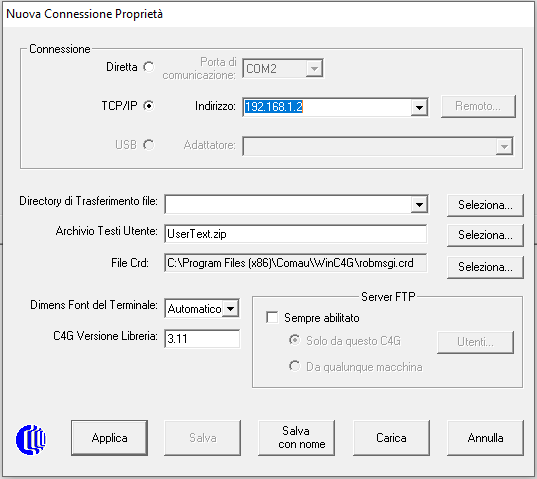 Nuova Connessione Proprietà
Connessione
Diretta
Porta di
comunicazione:
COM2
TCP/IP
Indirizzo:
192.168.1.2
Remoto...
USB
Adattatore:
Directory di Trasferimento file:
Seleziona...
Archivio Testi Utente:
UserText.zip
Seleziona...
File Crd:
C:\Program Files (x86)\Comau\WinC4G\robmsgi.crd
Seleziona...
Dimens Font del Terminale:
Automatico
C4G Versione Libreria:
3.11
Server FTP
Sempre abilitato
Solo da questo C4G
Utenti...
Da qualunque macchina
Applica
Salva
Salva
con nome
Carica
Annulla